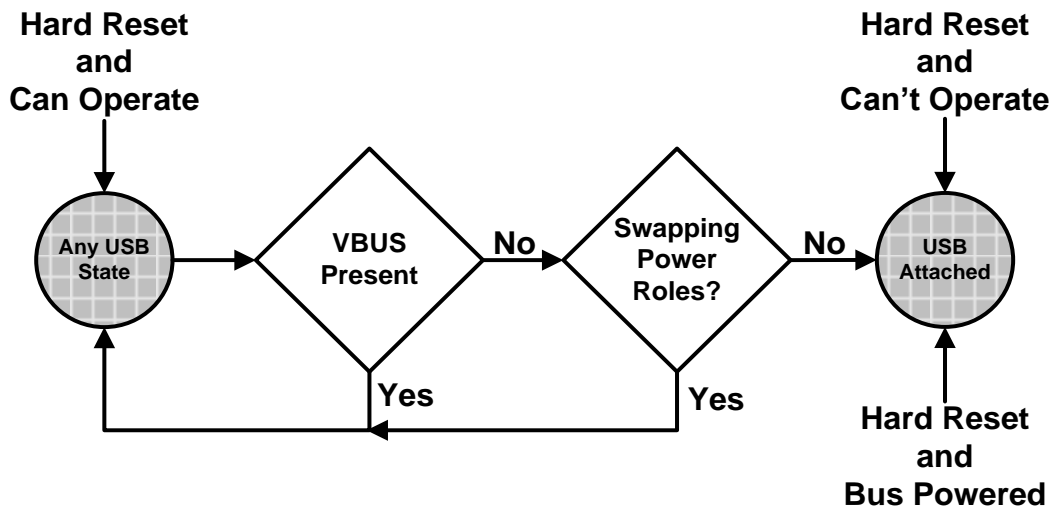 Hard Reset
and
Can Operate
Hard Reset
and
Can't Operate
Any USB
State
VBUS
Present
No
Swapping
Power
Roles?
No
USB
Attached
Yes
Yes
Hard Reset
and
Bus Powered